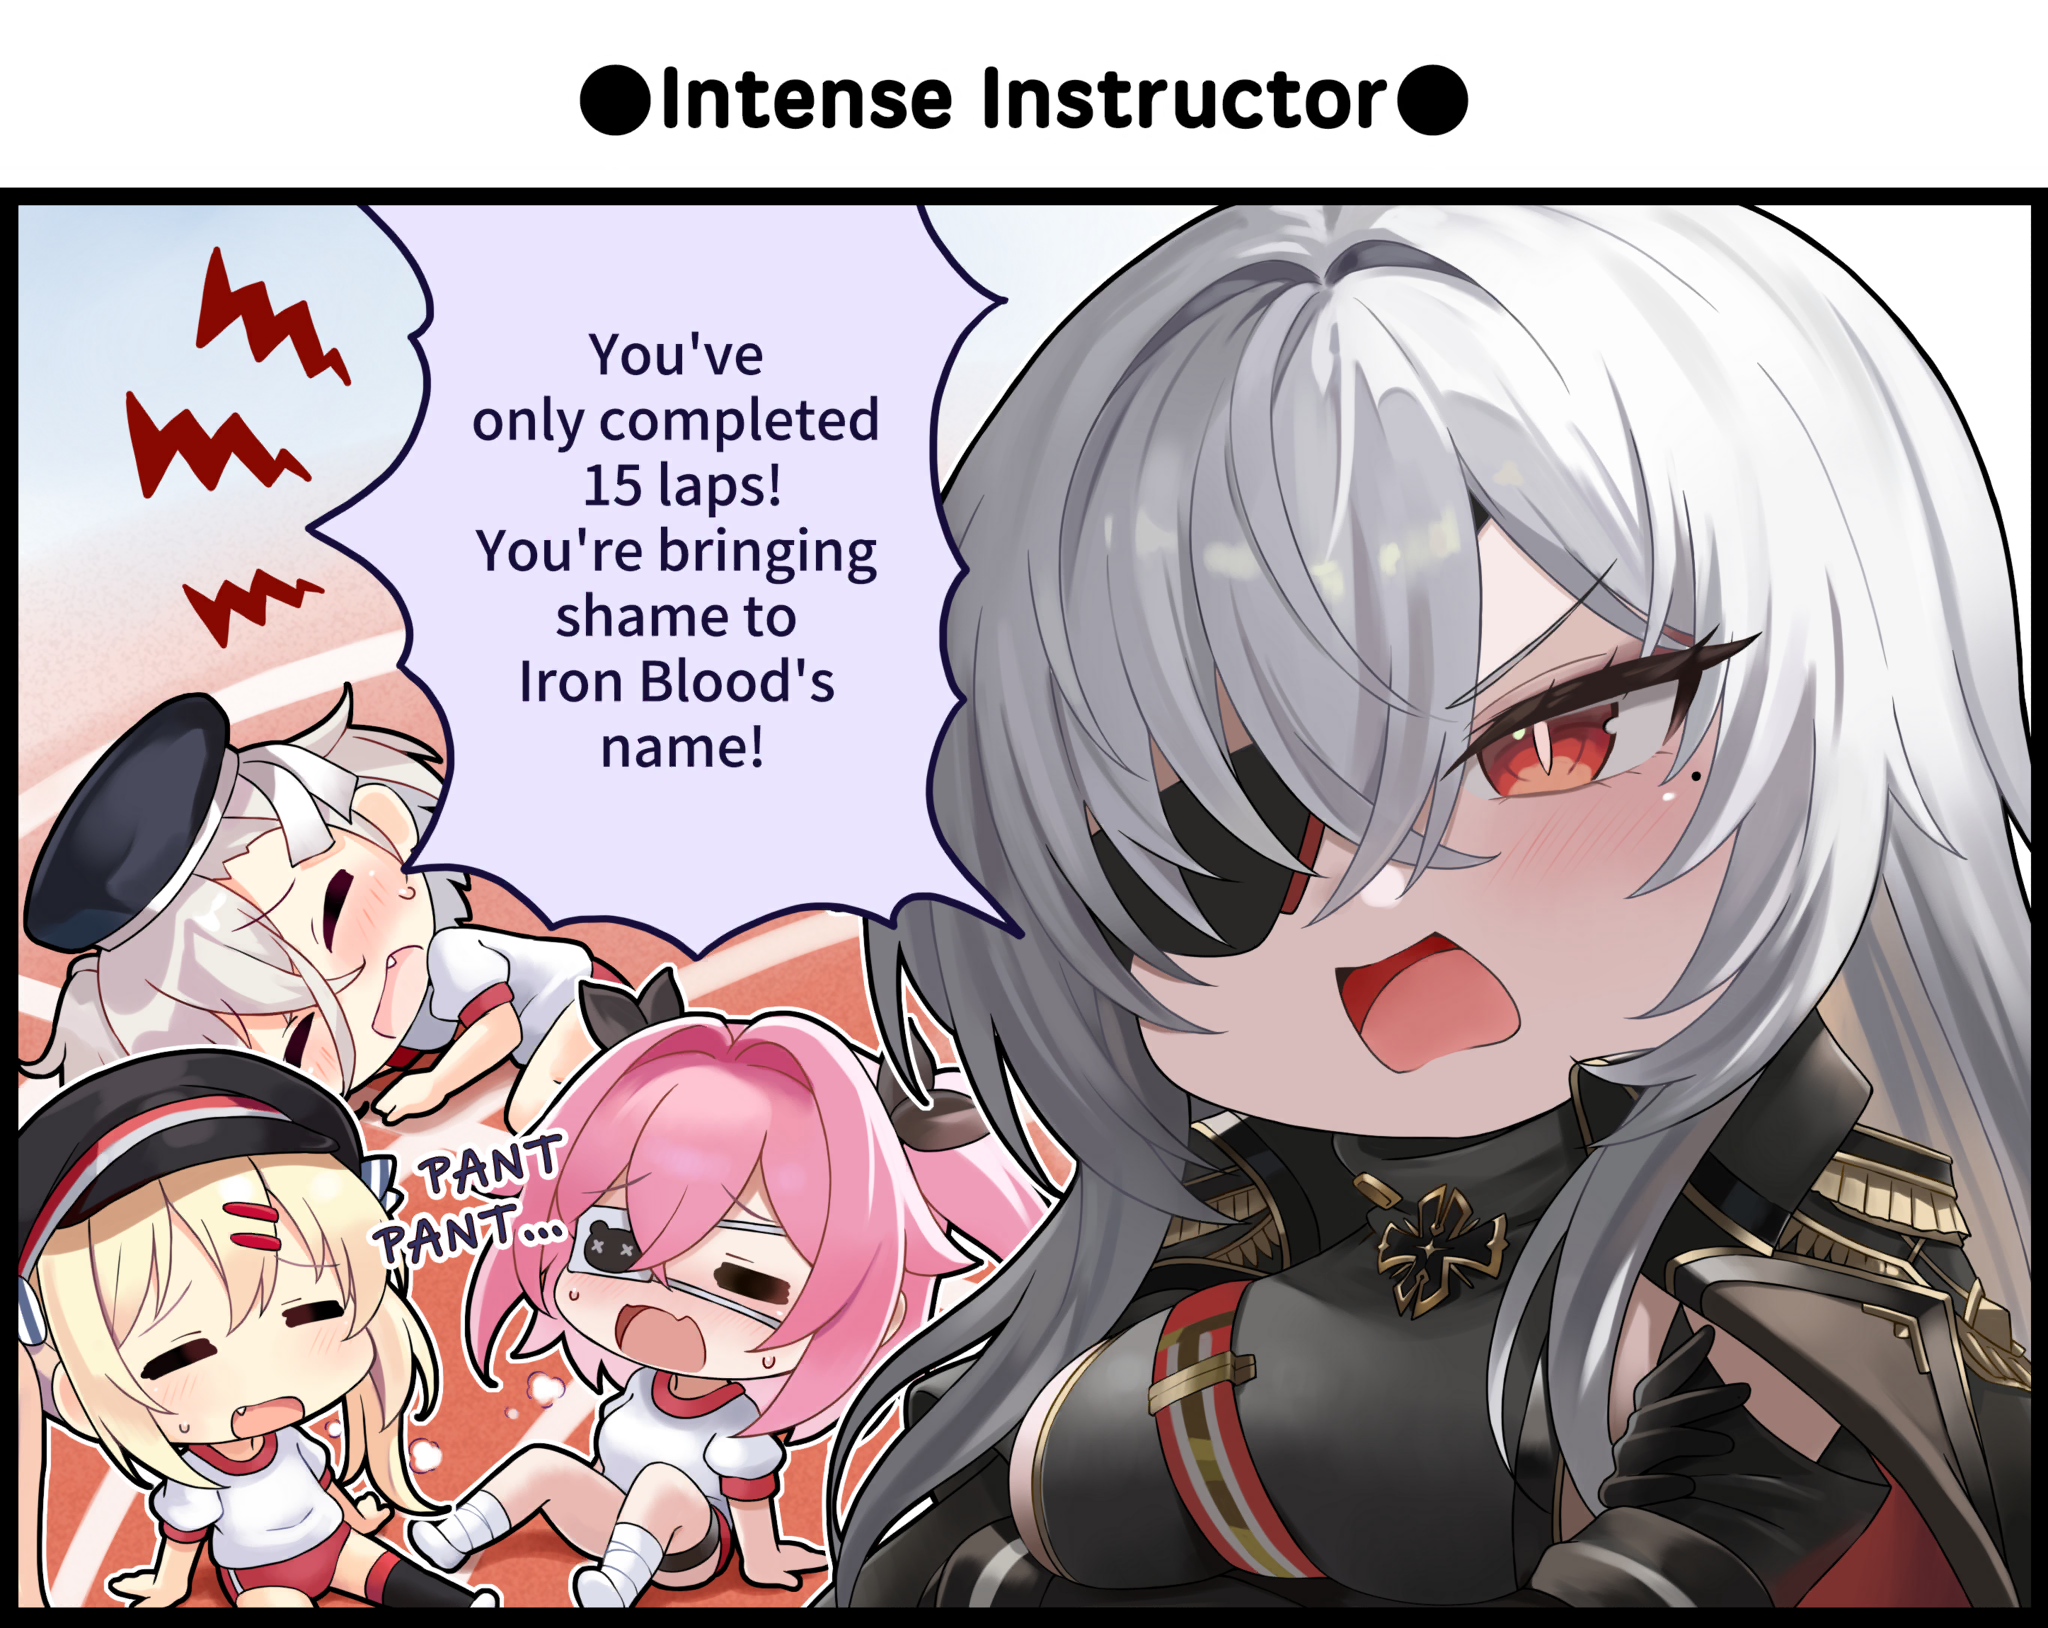 ●Intense Instructor●
You've
only completed
15 laps!
You're bringing
shame to
Iron Blood's
name!
PANT
PANT...